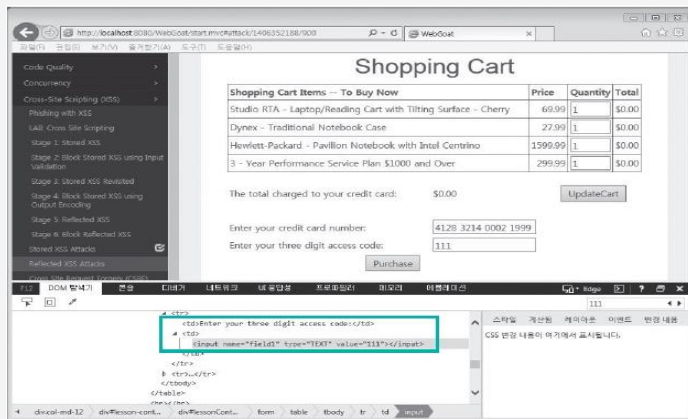 http://localhost:8080/WebGoat/start.mvc#attack/1406352188/900
WebGoat
파일(F) 편집(E) 보기(V) 즐겨찾기(A) 도구(T) 도움말(H)
Code Quality
Concurrency
Cross-Site Scripting (XSS)
Phishing with XSS
LAB: Cross Site Scripting
Stage 1: Stored XSS
Stage 2: Block Stored XSS using Input Validation
Stage 3: Stored XSS Revisited
Stage 4: Block Stored XSS using Output Encoding
Stage 5: Reflected XSS
Stage 6: Block Reflected XSS
Stored XSS Attacks
Reflected XSS Attacks
Cross Site Request Forgery (CSRF)
Shopping Cart
Shopping Cart Items -- To Buy Now Price Quantity Total
Studio RTA - Laptop/Reading Cart with Tilting Surface - Cherry 69.99 1 $0.00
Dynex - Traditional Notebook Case 27.99 1 $0.00
Hewlett-Packard - Pavilion Notebook with Intel Centrino 1599.99 1 $0.00
3 - Year Performance Service Plan $1000 and Over 299.99 1 $0.00
The total charged to your credit card: $0.00 UpdateCart
Enter your credit card number: 4128 3214 0002 1999
Enter your three digit access code: 111
Purchase
F12 DOM 탐색기 콘솔 디버거 네트워크 UI 응답성 프로파일러 메모리 에뮬레이션 Edge
111
<tr>
<td>Enter your three digit access code:</td>
<td>
<input name="field1" type="TEXT" value="111"></input>
</td>
</tr>
<tr>...</tr>
</tbody>
</table>
<br></br>
스타일 계산됨 레이아웃 이벤트 변경 내용
CSS 변경 내용이 여기에서 표시됩니다.
div.col-md-12 div#lesson-cont... div#lessonCont... form table tbody tr td input